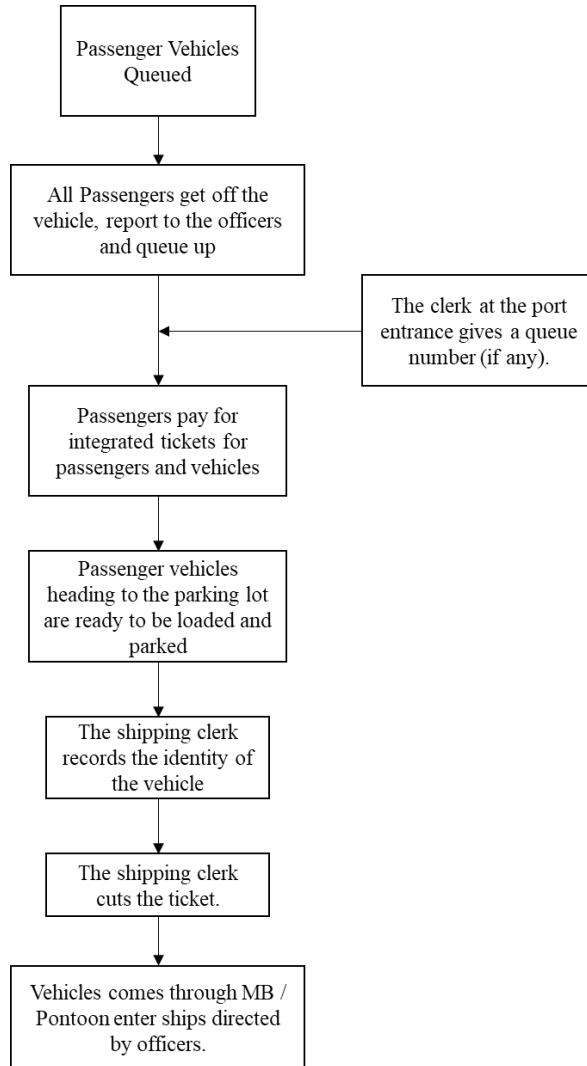 Passenger Vehicles
Queued
All Passengers get off the
vehicle, report to the officers
and queue up
The clerk at the port
entrance gives a queue
number (if any).
Passengers pay for
integrated tickets for
passengers and vehicles
Passenger vehicles
heading to the parking lot
are ready to be loaded and
parked
The shipping clerk
records the identity of
the vehicle
The shipping clerk
cuts the ticket.
Vehicles comes through MB /
Pontoon enter ships directed
by officers.